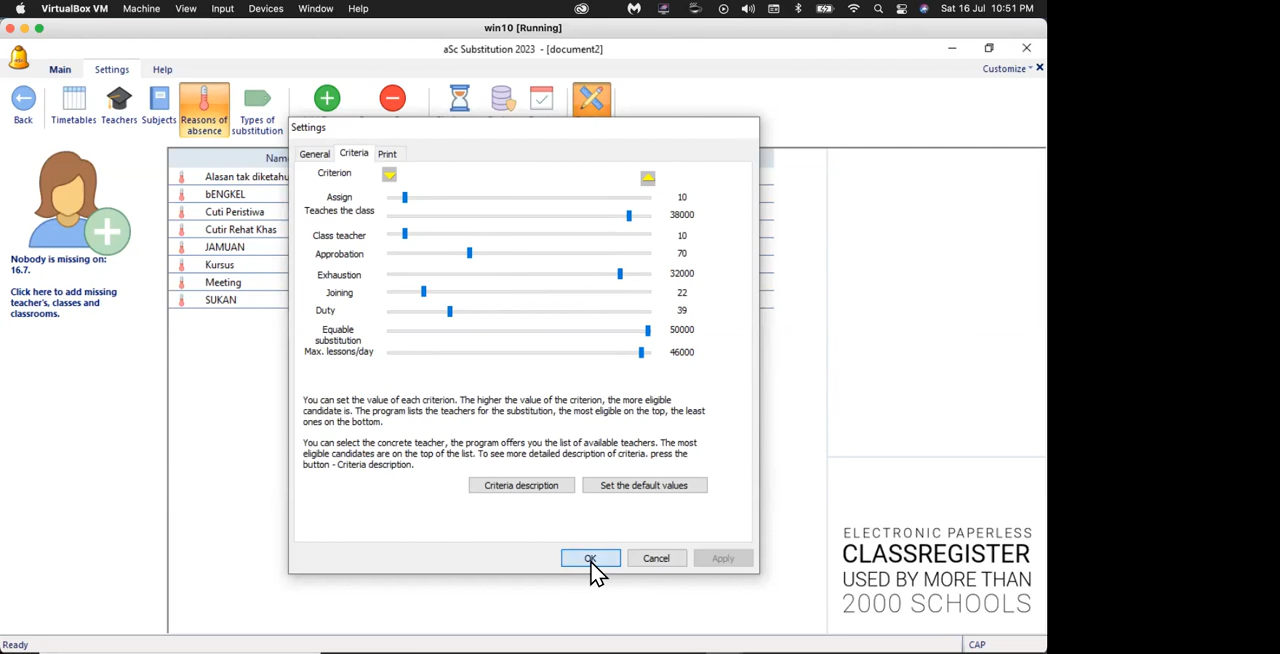 VirtualBox VM Machine View Input Devices Window Help Sat 16 Jul 10:51 PM
win10 [Running]
aSc Substitution 2023 - [document2]
Main Settings Help
Customize
Back
Timetables
Teachers
Subjects
Reasons of
absence
Types of
substitution
Nobody is missing on:
16.7.
Click here to add missing
teacher's, classes and
classrooms.
Alasan tak diketahu
bENGKEL
Cuti Peristiwa
Cutir Rehat Khas
JAMUAN
Kursus
Meeting
SUKAN
Settings
General Criteria Print
Criterion
Assign 10
Teaches the class 38000
Class teacher 10
Approbation 70
Exhaustion 32000
Joining 22
Duty 39
Equable
substitution 50000
Max. lessons/day 46000
You can set the value of each criterion. The higher the value of the criterion, the more eligible
candidate is. The program lists the teachers for the substitution, the most eligible on the top, the least
ones on the bottom.
You can select the concrete teacher, the program offers you the list of available teachers. The most
eligible candidates are on the top of the list. To see more detailed description of criteria. press the
button - Criteria description.
Criteria description Set the default values
OK Cancel Apply
ELECTRONIC PAPERLESS
CLASSREGISTER
USED BY MORE THAN
2000 SCHOOLS
Ready CAP